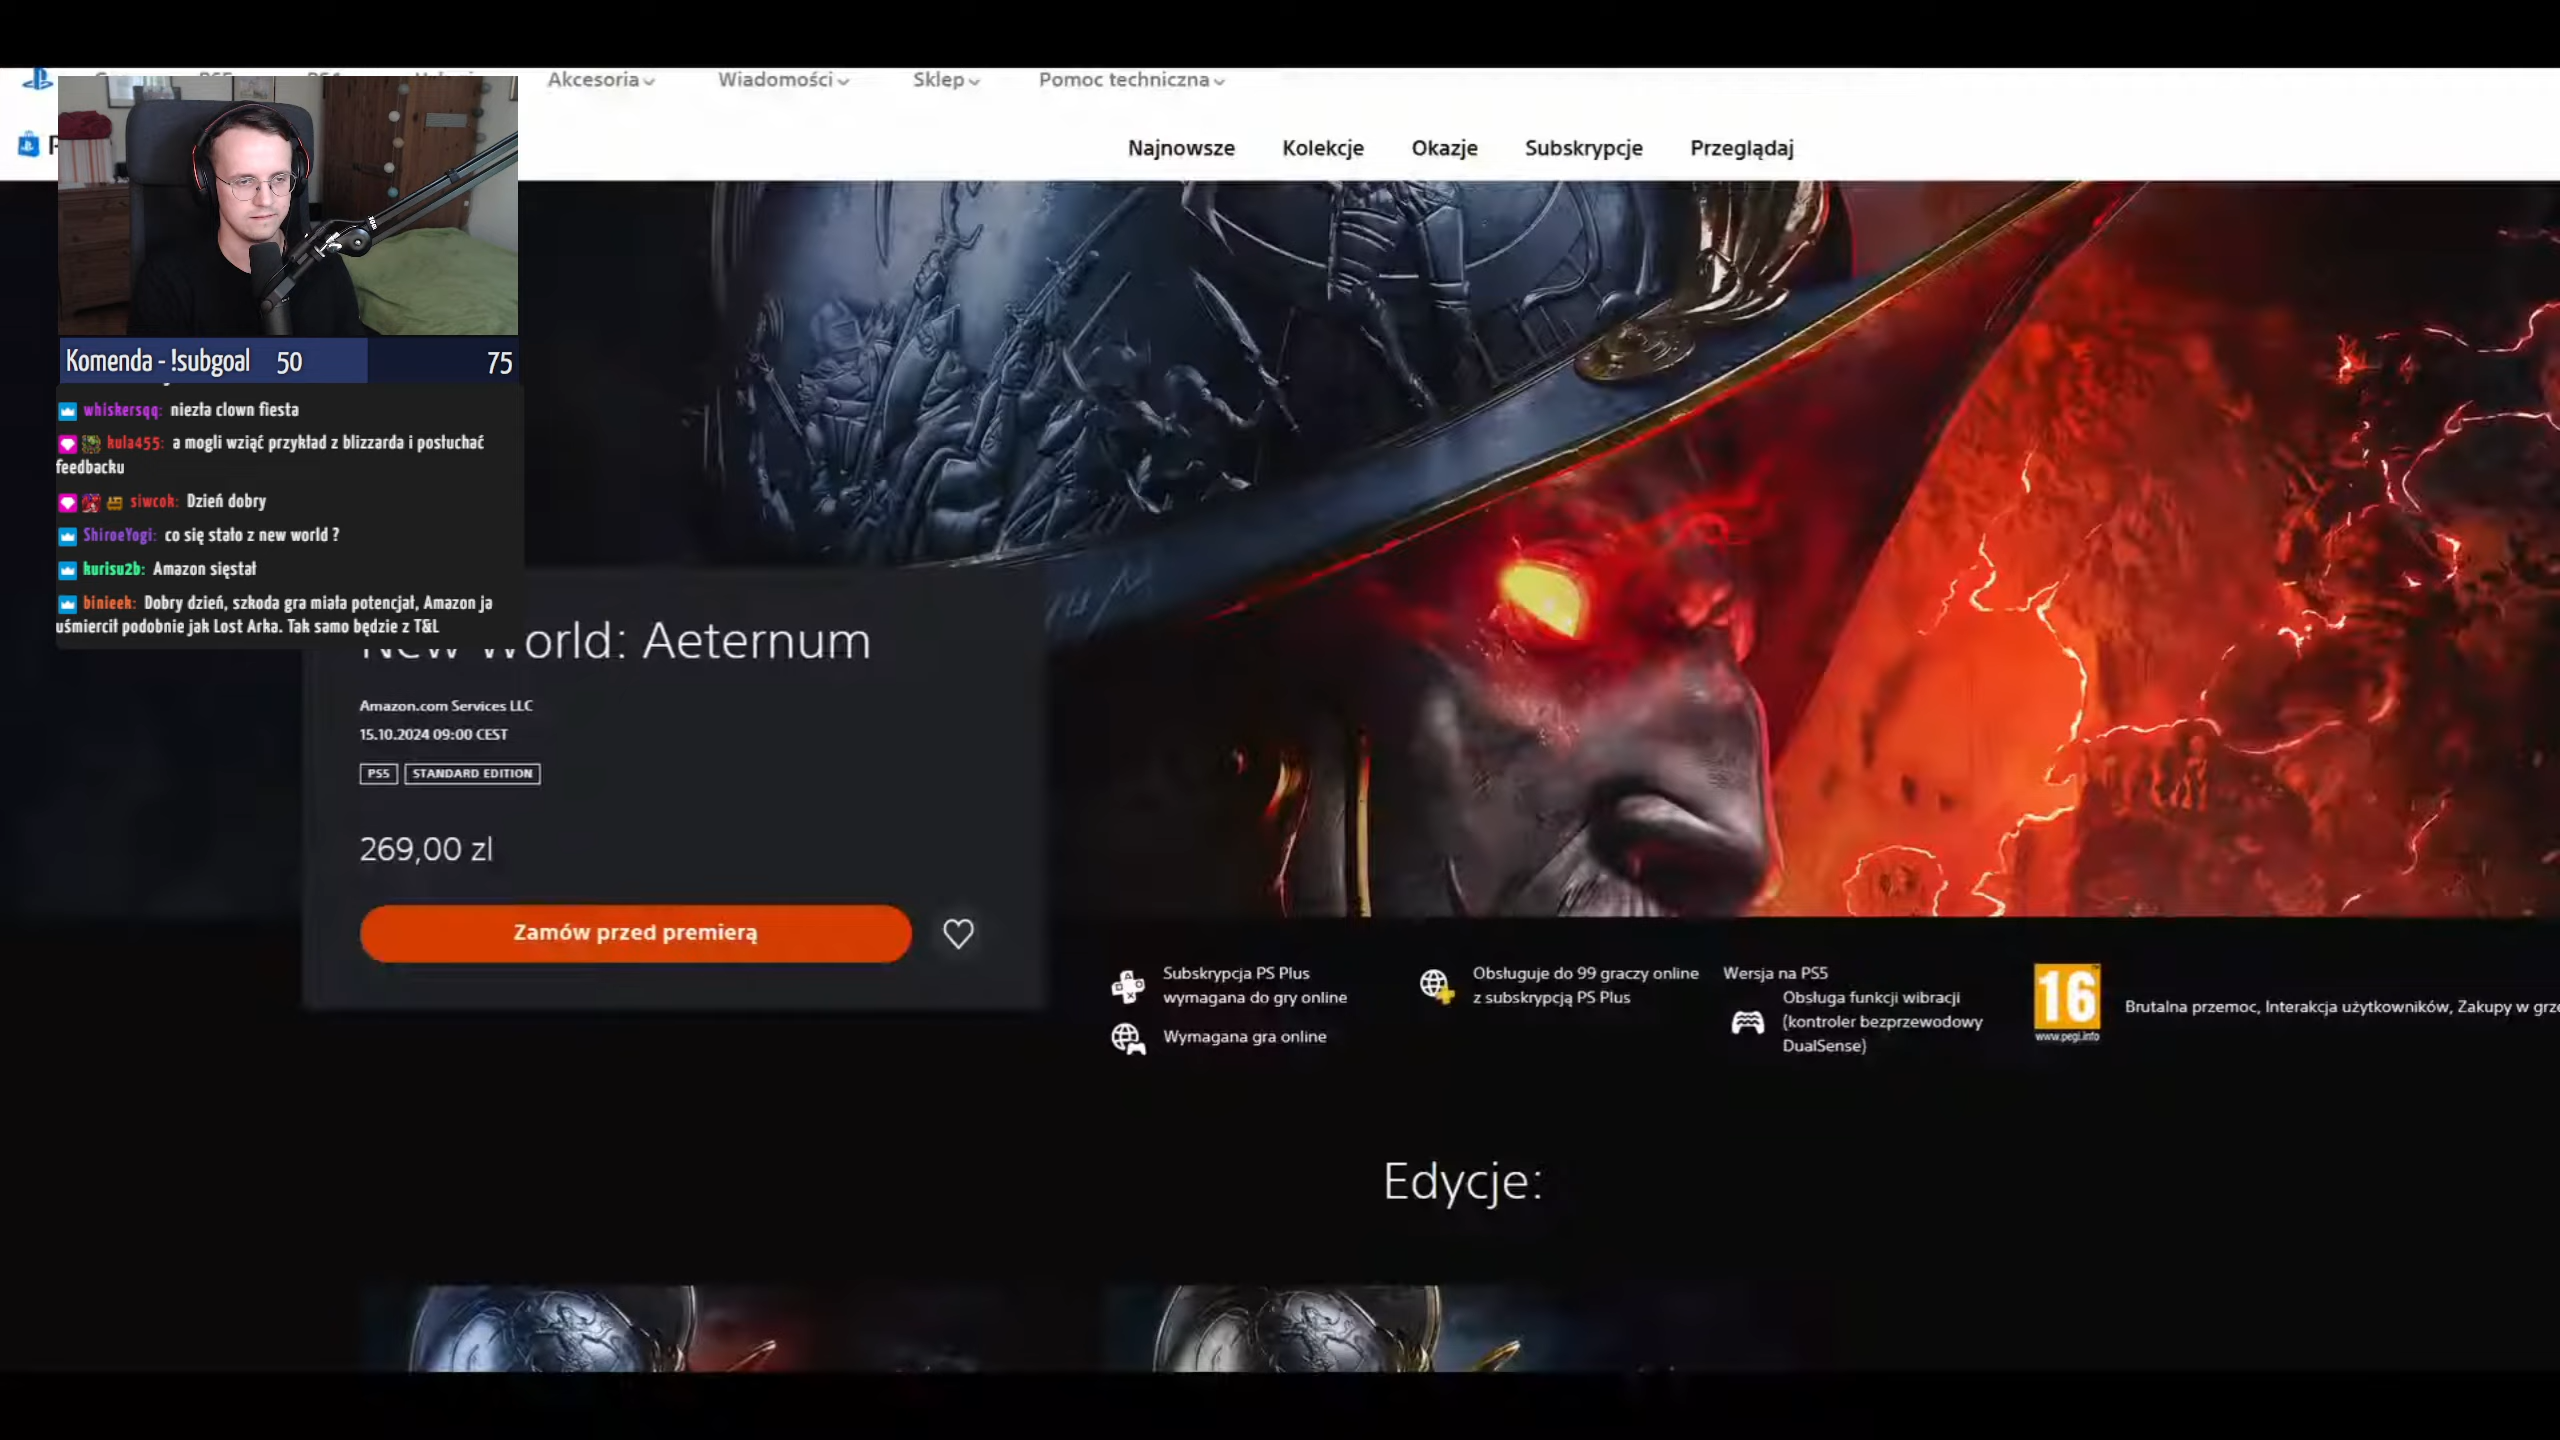 Akcesoria
Wiadomości
Sklep
Pomoc techniczna
Najnowsze
Kolekcje
Okazje
Subskrypcje
Przeglądaj
Komenda - !subgoal 50 75
whiskersqq: niezła clown fiesta
kula455: a mogli wziąć przykład z blizzarda i posłuchać
feedbacku
siwcok: Dzień dobry
ShiroeYogi: co się stało z new world ?
kurisu2b: Amazon sięstał
binieek: Dobry dzień, szkoda gra miała potencjał, Amazon ja
uśmiercił podobnie jak Lost Arka. Tak samo będzie z T&L
New World: Aeternum
Amazon.com Services LLC
15.10.2024 09:00 CEST
PS5 STANDARD EDITION
269,00 zl
Zamów przed premierą
Subskrypcja PS Plus
wymagana do gry online
Wymagana gra online
Obsługuje do 99 graczy online
z subskrypcją PS Plus
Wersja na PS5
Obsługa funkcji wibracji
(kontroler bezprzewodowy
DualSense)
16
www.pegi.info
Brutalna przemoc, Interakcja użytkowników, Zakupy w grze
Edycje: